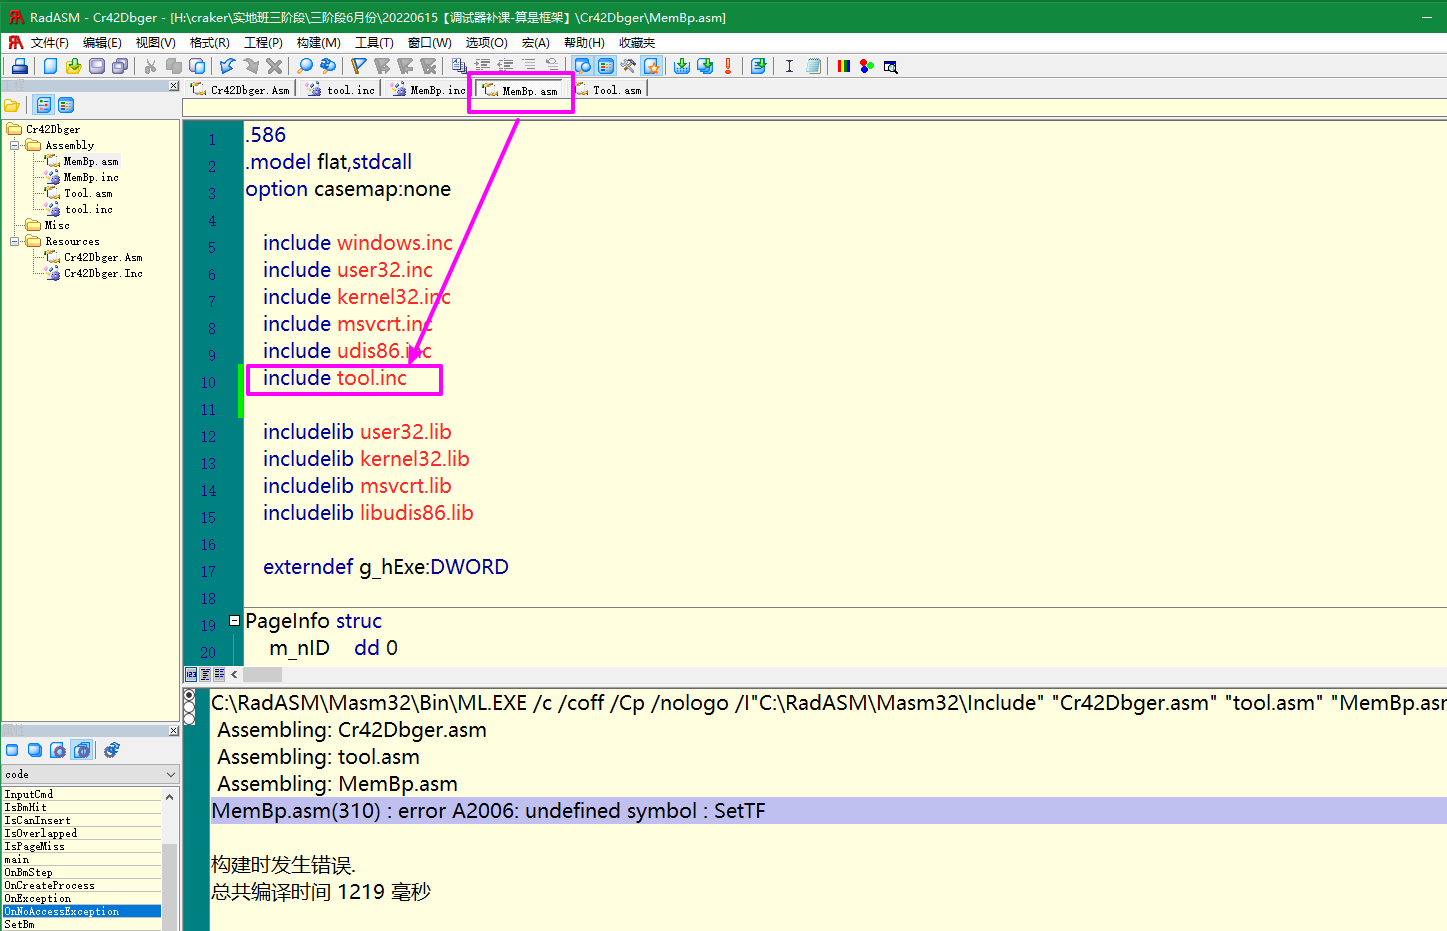 RadASM - Cr42Dbger - [H:\craker\实地班三阶段\三阶段6月份\20220615【调试器补课-算是框架】\Cr42Dbger\MemBp.asm]
文件(F) 编辑(E) 视图(V) 格式(R) 工程(P) 构建(M) 工具(T) 窗口(W) 选项(O) 宏(A) 帮助(H) 收藏夹
Cr42Dbger.Asm tool.inc MemBp.inc MemBp.asm Tool.asm
Cr42Dbger
Assembly
MemBp.asm
MemBp.inc
Tool.asm
tool.inc
Misc
Resources
Cr42Dbger.Asm
Cr42Dbger.Inc
1 .586
2 .model flat,stdcall
3 option casemap:none
4
5 include windows.inc
6 include user32.inc
7 include kernel32.inc
8 include msvcrt.inc
9 include udis86.inc
10 include tool.inc
11
12 includelib user32.lib
13 includelib kernel32.lib
14 includelib msvcrt.lib
15 includelib libudis86.lib
16
17 externdef g_hExe:DWORD
18
19 PageInfo struc
20 m_nID dd 0
code
InputCmd
IsBmHit
IsCanInsert
IsOverlapped
IsPageMiss
main
OnBmStep
OnCreateProcess
OnException
OnNoAccessException
SetBm
C:\RadASM\Masm32\Bin\ML.EXE /c /coff /Cp /nologo /I"C:\RadASM\Masm32\Include" "Cr42Dbger.asm" "tool.asm" "MemBp.asm
Assembling: Cr42Dbger.asm
Assembling: tool.asm
Assembling: MemBp.asm
MemBp.asm(310) : error A2006: undefined symbol : SetTF
构建时发生错误.
总共编译时间 1219 毫秒